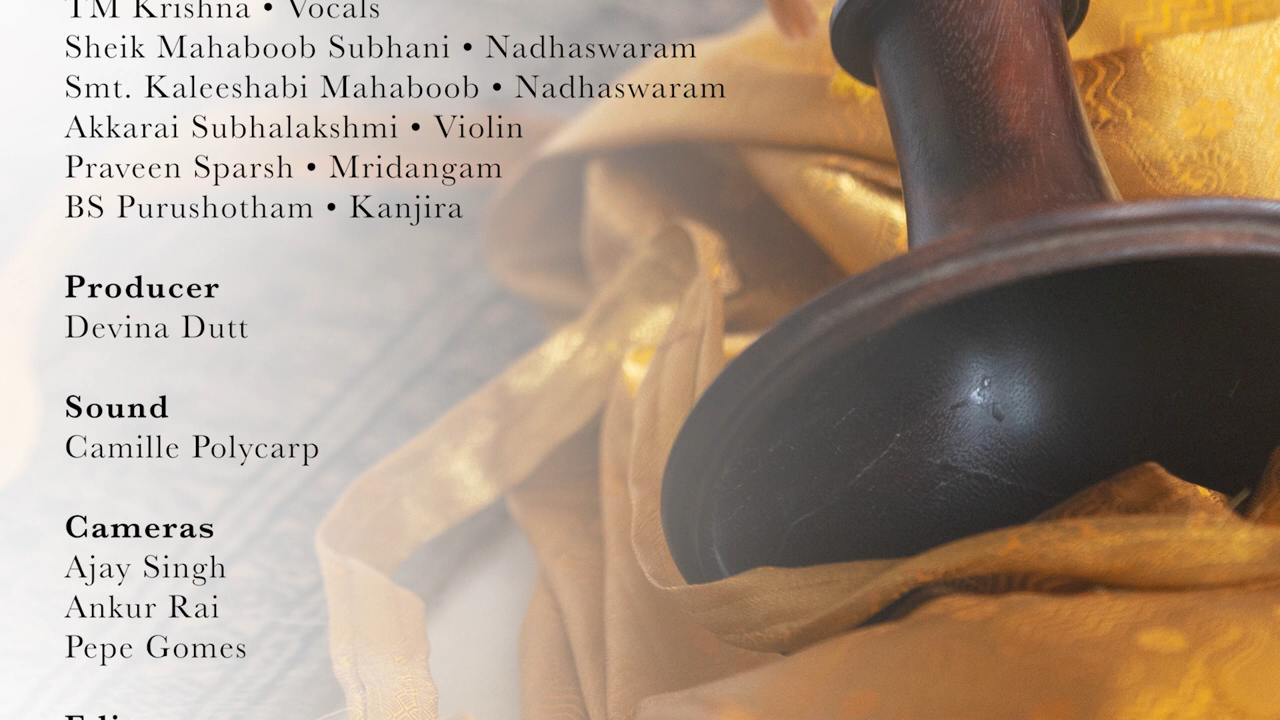 TM Krishna • Vocals
Sheik Mahaboob Subhani • Nadhaswaram
Smt. Kaleeshabi Mahaboob • Nadhaswaram
Akkarai Subhalakshmi • Violin
Praveen Sparsh • Mridangam
BS Purushotham • Kanjira
Producer
Devina Dutt
Sound
Camille Polycarp
Cameras
Ajay Singh
Ankur Rai
Pepe Gomes